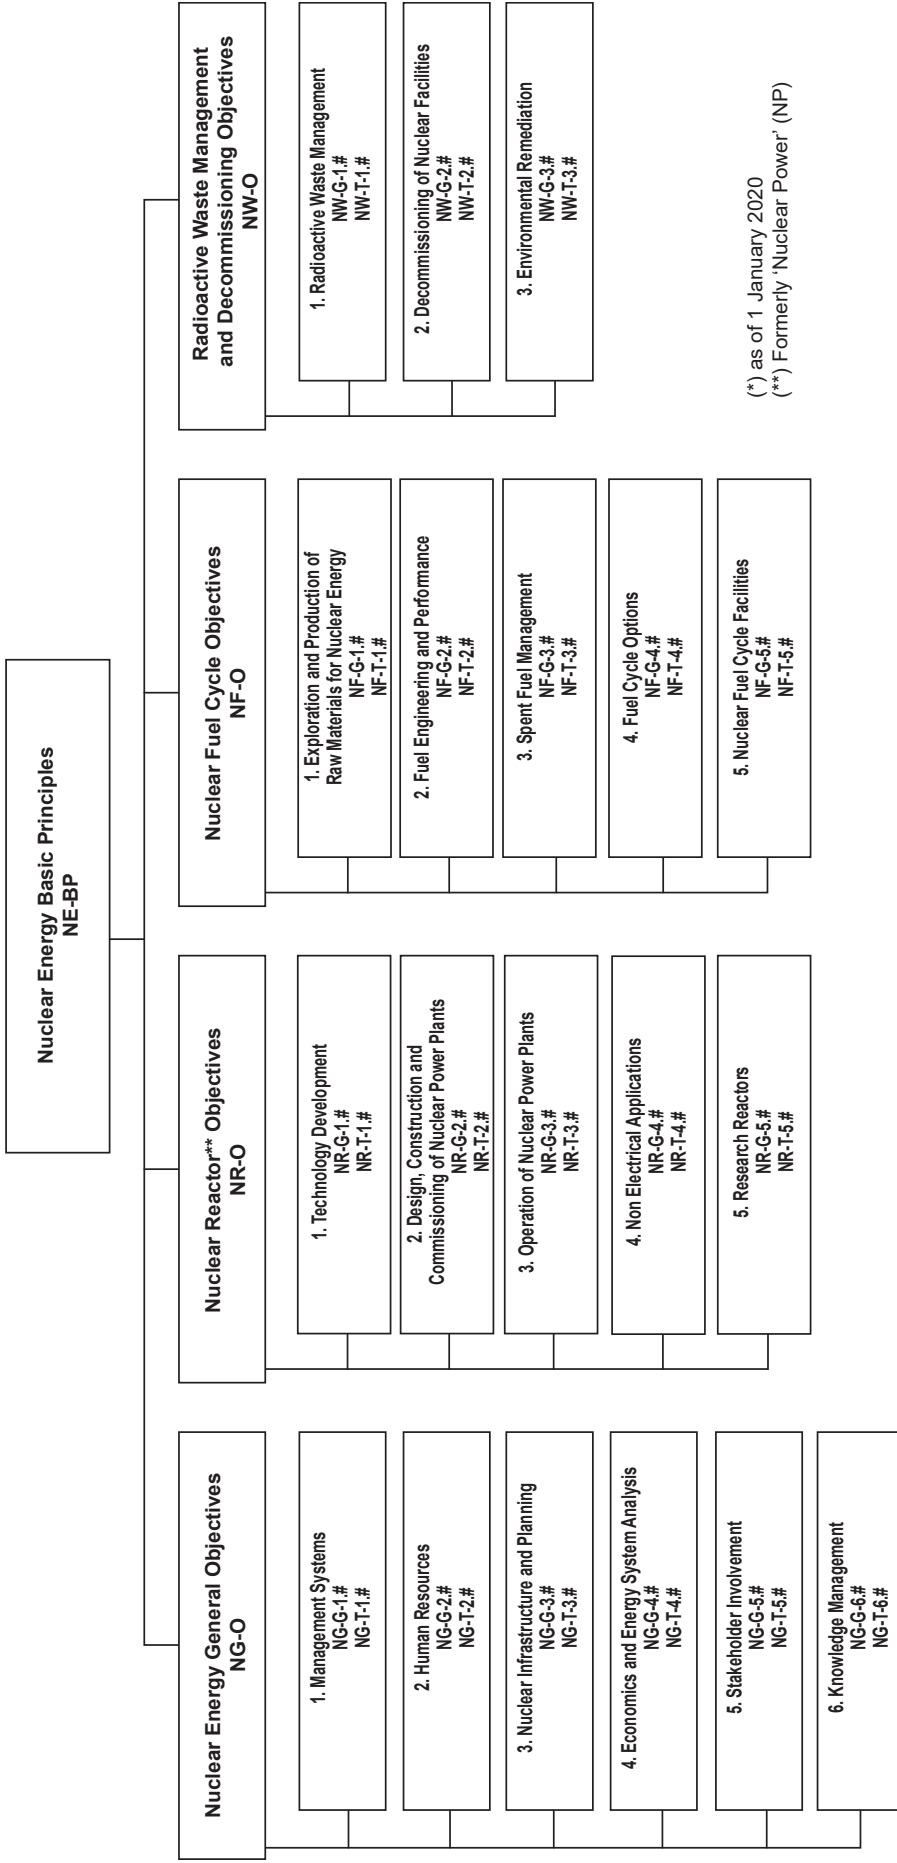 Nuclear Energy Basic Principles
NE-BP
Nuclear Energy General Objectives
NG-O
1. Management Systems
NG-G-1.#
NG-T-1.#
2. Human Resources
NG-G-2.#
NG-T-2.#
3. Nuclear Infrastructure and Planning
NG-G-3.#
NG-T-3.#
4. Economics and Energy System Analysis
NG-G-4.#
NG-T-4.#
5. Stakeholder Involvement
NG-G-5.#
NG-T-5.#
6. Knowledge Management
NG-G-6.#
NG-T-6.#
Nuclear Reactor** Objectives
NR-O
1. Technology Development
NR-G-1.#
NR-T-1.#
2. Design, Construction and
Commissioning of Nuclear Power Plants
NR-G-2.#
NR-T-2.#
3. Operation of Nuclear Power Plants
NR-G-3.#
NR-T-3.#
4. Non Electrical Applications
NR-G-4.#
NR-T-4.#
5. Research Reactors
NR-G-5.#
NR-T-5.#
Nuclear Fuel Cycle Objectives
NF-O
1. Exploration and Production of
Raw Materials for Nuclear Energy
NF-G-1.#
NF-T-1.#
2. Fuel Engineering and Performance
NF-G-2.#
NF-T-2.#
3. Spent Fuel Management
NF-G-3.#
NF-T-3.#
4. Fuel Cycle Options
NF-G-4.#
NF-T-4.#
5. Nuclear Fuel Cycle Facilities
NF-G-5.#
NF-T-5.#
Radioactive Waste Management
and Decommissioning Objectives
NW-O
1. Radioactive Waste Management
NW-G-1.#
NW-T-1.#
2. Decommissioning of Nuclear Facilities
NW-G-2.#
NW-T-2.#
3. Environmental Remediation
NW-G-3.#
NW-T-3.#
(*) as of 1 January 2020
(**) Formerly ‘Nuclear Power’ (NP)